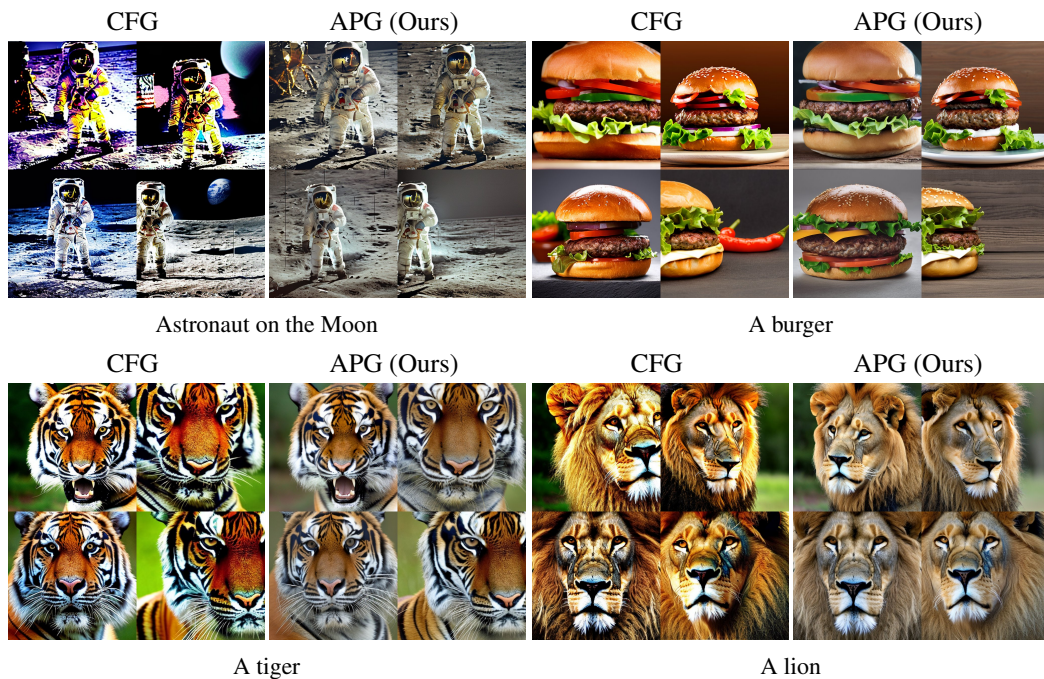 CFG
APG (Ours)
CFG
APG (Ours)
Astronaut on the Moon
A burger
CFG
APG (Ours)
CFG
APG (Ours)
A tiger
A lion